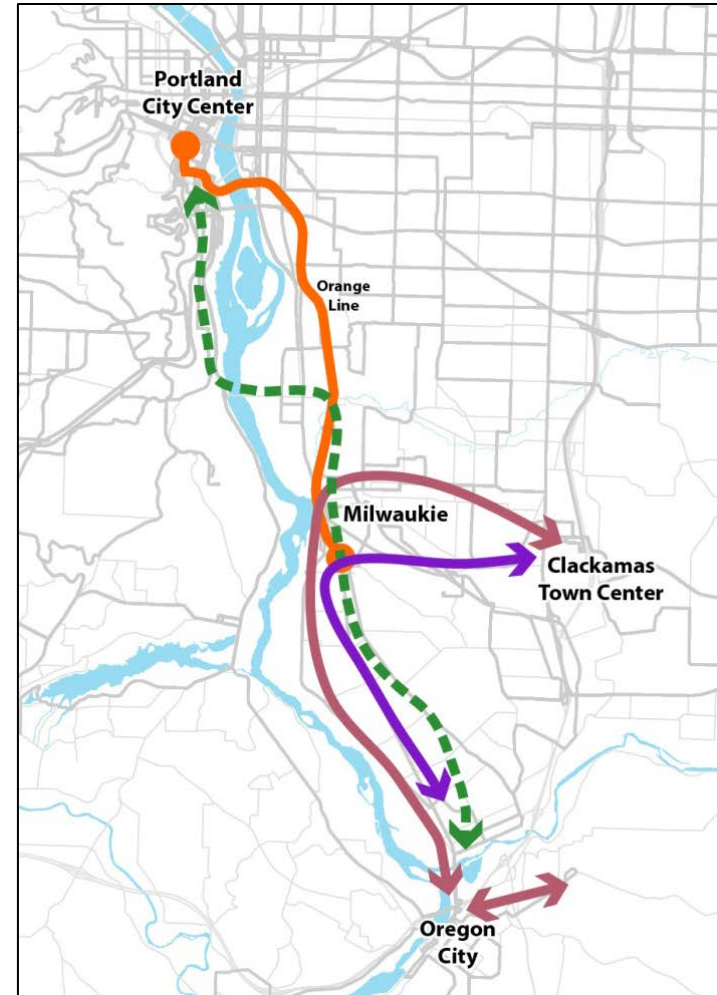 Portland
City Center
Orange
Line
Milwaukie
Clackamas
Town Center
Oregon
City